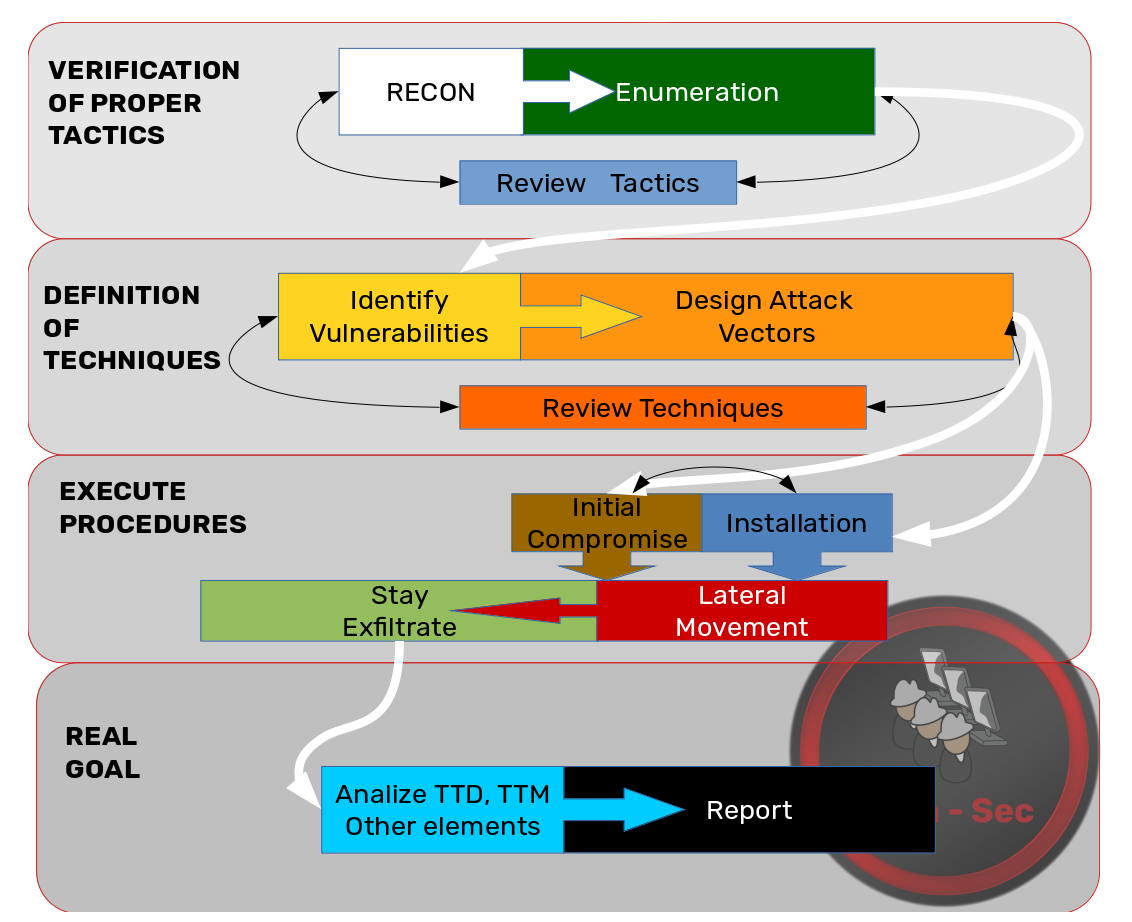 VERIFICATION
OF PROPER
TACTICS
RECON
Enumeration
Review Tactics
DEFINITION
OF
TECHNIQUES
Identify
Vulnerabilities
Design Attack
Vectors
Review Techniques
EXECUTE
PROCEDURES
Initial
Compromise
Installation
Stay
Exfiltrate
Lateral
Movement
REAL
GOAL
Analize TTD, TTM
Other elements
Report
- Sec